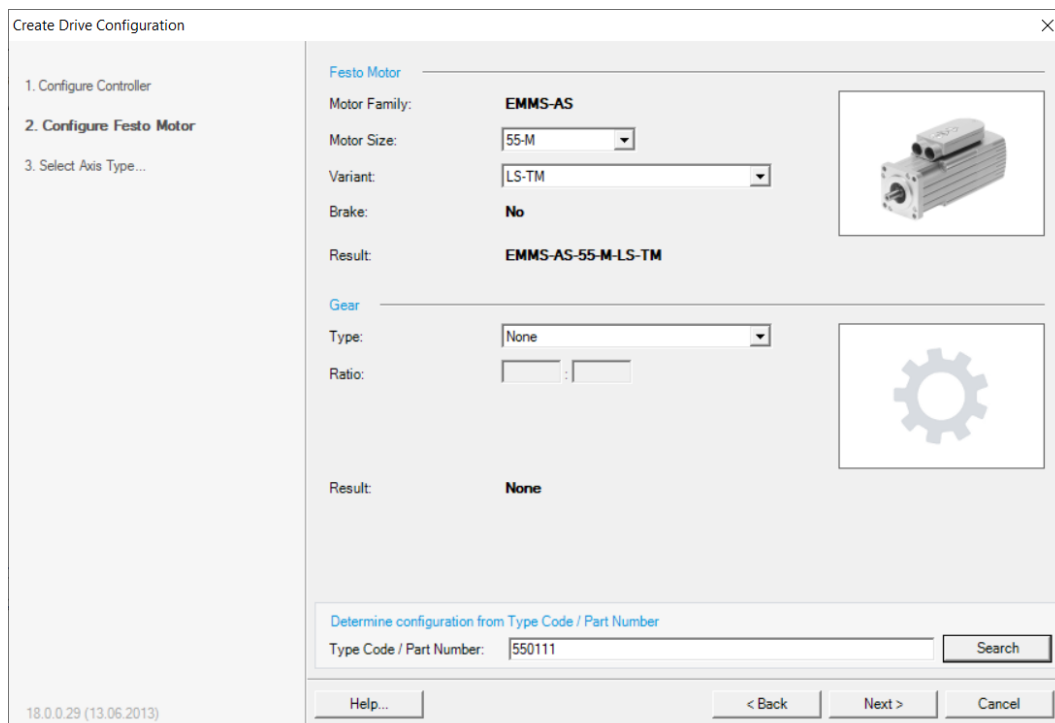 Create Drive Configuration
1. Configure Controller
2. Configure Festo Motor
3. Select Axis Type...
Festo Motor
Motor Family: EMMS-AS
Motor Size: 55-M
Variant: LS-TM
Brake: No
Result: EMMS-AS-55-M-LS-TM
Gear
Type: None
Ratio: :
Result: None
Determine configuration from Type Code / Part Number
Type Code / Part Number: 550111 Search
18.0.0.29 (13.06.2013)
Help... < Back Next > Cancel